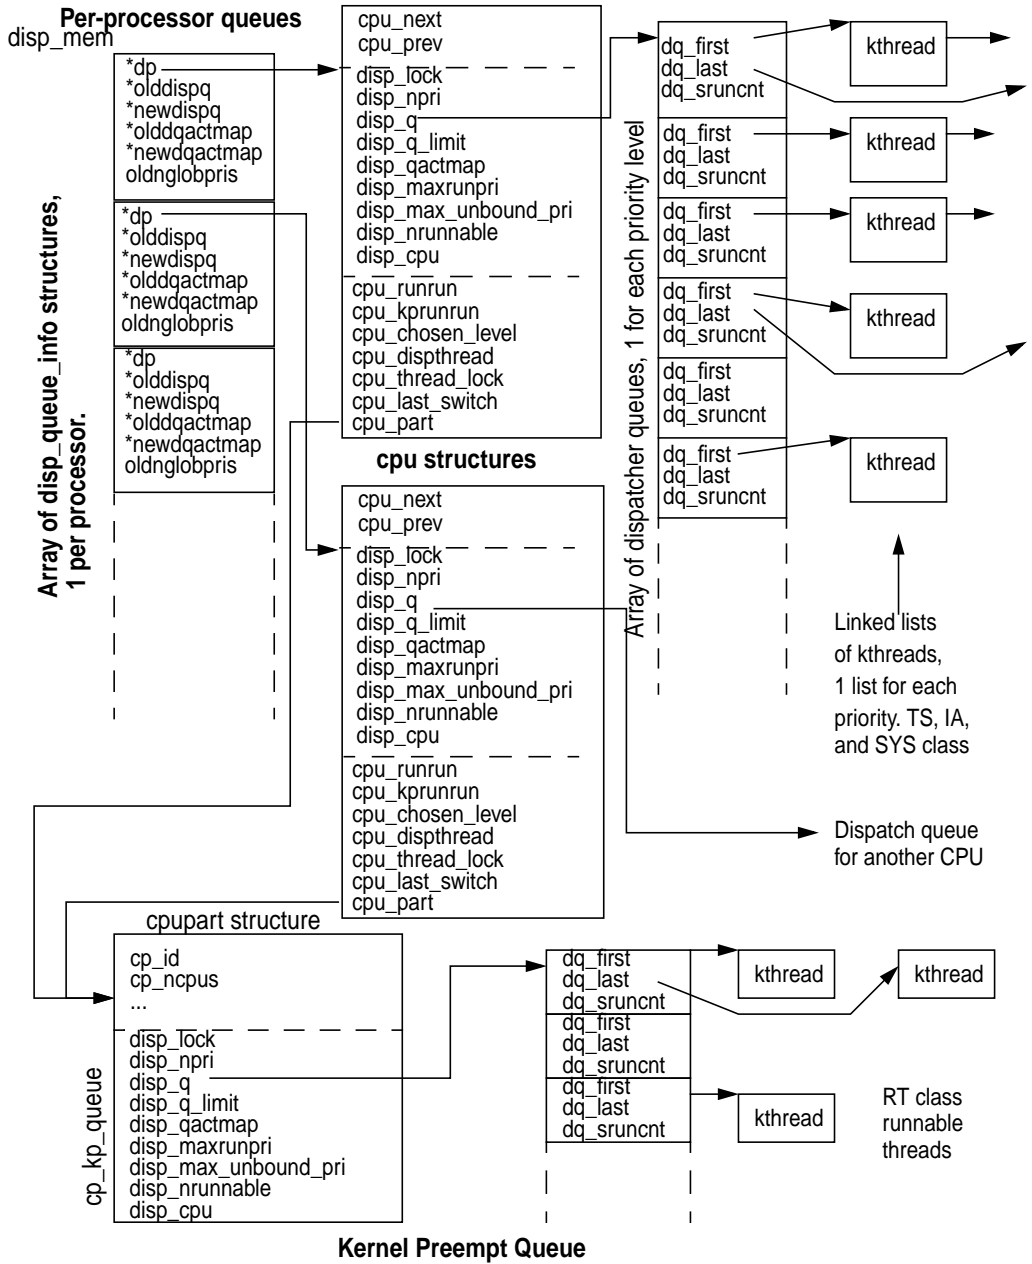 Per-processor queues
disp_mem
*dp
*olddispq
*newdispq
*olddqactmap
*newdqactmap
oldnglobpris
*dp
*olddispq
*newdispq
*olddqactmap
*newdqactmap
oldnglobpris
*dp
*olddispq
*newdispq
*olddqactmap
*newdqactmap
oldnglobpris
Array of disp_queue_info structures,
1 per processor.
cpu_next
cpu_prev
disp_lock
disp_npri
disp_q
disp_q_limit
disp_qactmap
disp_maxrunpri
disp_max_unbound_pri
disp_nrunnable
disp_cpu
cpu_runrun
cpu_kprunrun
cpu_chosen_level
cpu_dispthread
cpu_thread_lock
cpu_last_switch
cpu_part
cpu structures
cpu_next
cpu_prev
disp_lock
disp_npri
disp_q
disp_q_limit
disp_qactmap
disp_maxrunpri
disp_max_unbound_pri
disp_nrunnable
disp_cpu
cpu_runrun
cpu_kprunrun
cpu_chosen_level
cpu_dispthread
cpu_thread_lock
cpu_last_switch
cpu_part
Array of dispatcher queues, 1 for each priority level
dq_first
dq_last
dq_sruncnt
dq_first
dq_last
dq_sruncnt
dq_first
dq_last
dq_sruncnt
dq_first
dq_last
dq_sruncnt
dq_first
dq_last
dq_sruncnt
dq_first
dq_last
dq_sruncnt
kthread
kthread
kthread
kthread
kthread
Linked lists
of kthreads,
1 list for each
priority. TS, IA,
and SYS class
Dispatch queue
for another CPU
cpupart structure
cp_id
cp_ncpus
...
cp_kp_queue
disp_lock
disp_npri
disp_q
disp_q_limit
disp_qactmap
disp_maxrunpri
disp_max_unbound_pri
disp_nrunnable
disp_cpu
dq_first
dq_last
dq_sruncnt
dq_first
dq_last
dq_sruncnt
dq_first
dq_last
dq_sruncnt
kthread
kthread
kthread
RT class
runnable
threads
Kernel Preempt Queue